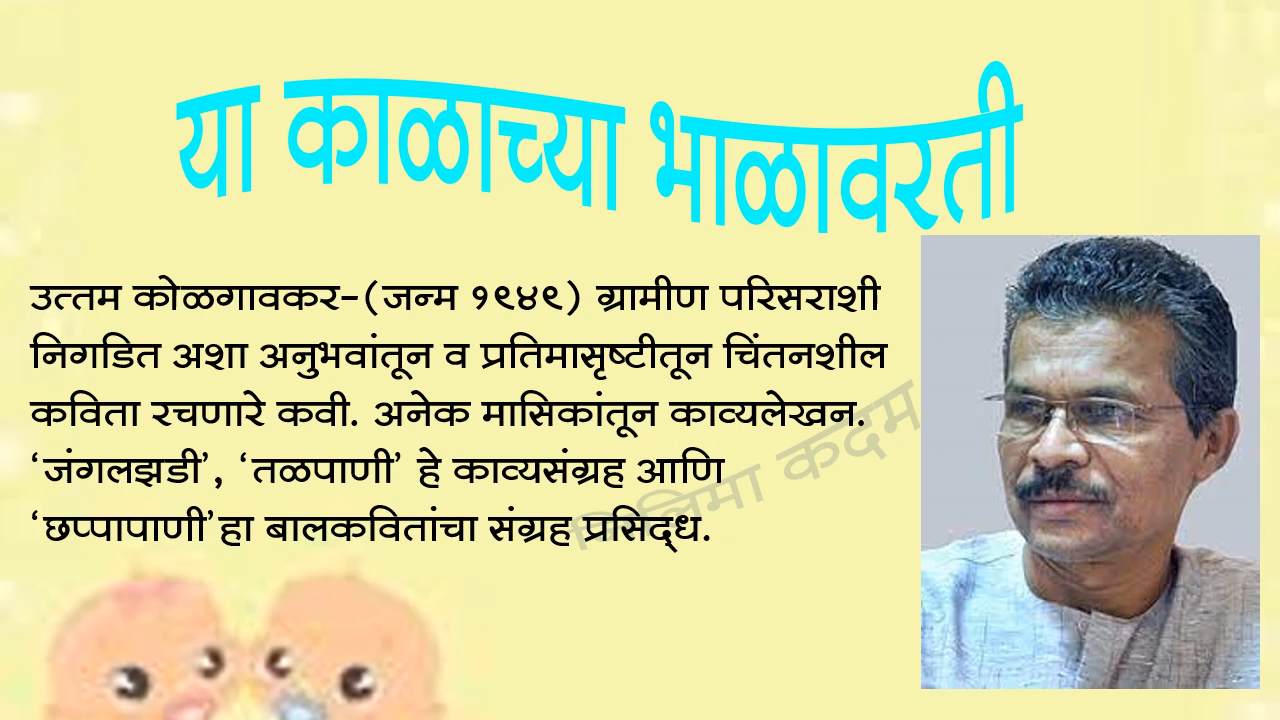 या काळाच्या भाळावरती
उत्तम कोळगावकर-(जन्म १९४९) ग्रामीण परिसराशी
निगडित अशा अनुभवांतून व प्रतिमासृष्टीतून चिंतनशील
कविता रचणारे कवी. अनेक मासिकांतून काव्यलेखन.
‘जंगलझडी’, ‘तळपाणी’ हे काव्यसंग्रह आणि
‘छप्पापाणी’हा बालकवितांचा संग्रह प्रसिद्ध.
कदम